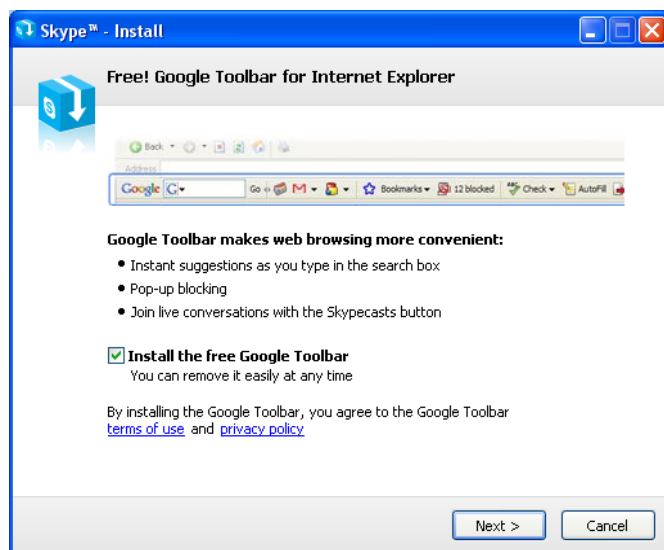 Skype™ - Install
Free! Google Toolbar for Internet Explorer
Back
Address
Google G Go M Bookmarks 12 blocked Check AutoFill
Google Toolbar makes web browsing more convenient:
• Instant suggestions as you type in the search box
• Pop-up blocking
• Join live conversations with the Skypecasts button
Install the free Google Toolbar
You can remove it easily at any time
By installing the Google Toolbar, you agree to the Google Toolbar
terms of use and privacy policy
Next > Cancel